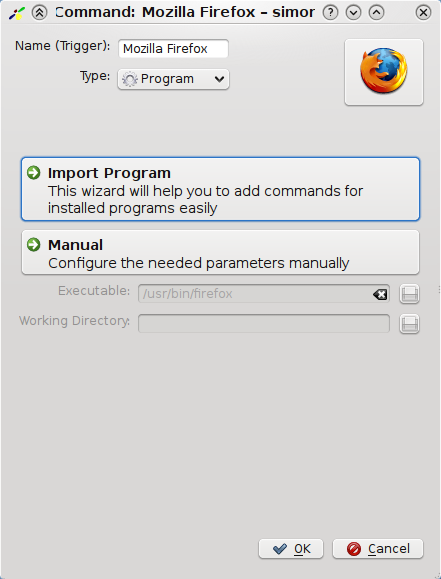 Command: Mozilla Firefox – simon
Name (Trigger): Mozilla Firefox
Type: Program
Import Program
This wizard will help you to add commands for
installed programs easily
Manual
Configure the needed parameters manually
Executable: /usr/bin/firefox
Working Directory:
OK
Cancel